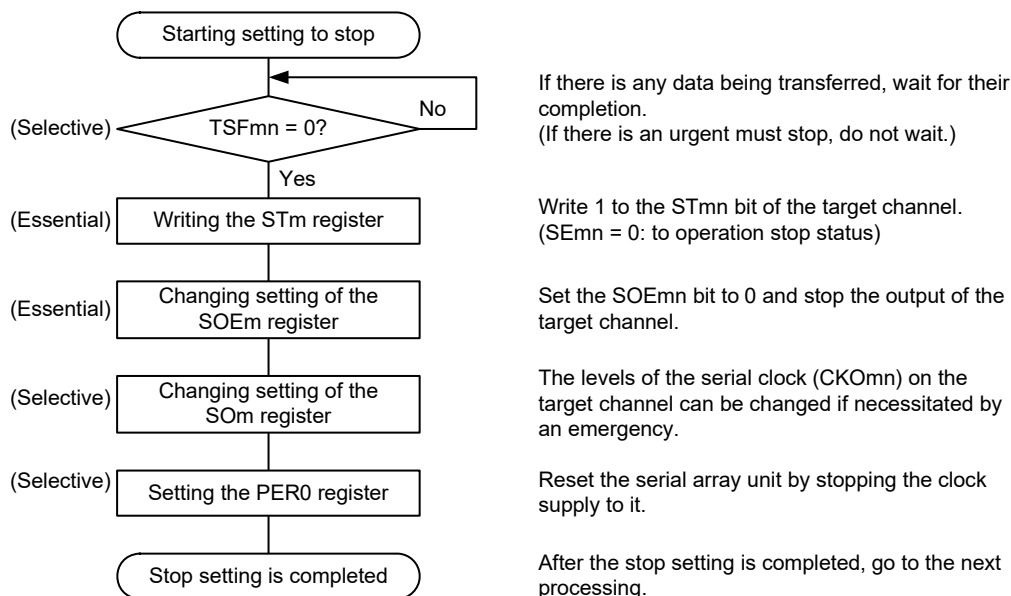 Starting setting to stop
No
If there is any data being transferred, wait for their
completion.
(If there is an urgent must stop, do not wait.)
(Selective)
TSFmn = 0?
Yes
(Essential)
Writing the STm register
Write 1 to the STmn bit of the target channel.
(SEmn = 0: to operation stop status)
(Essential)
Changing setting of the
SOEm register
Set the SOEmn bit to 0 and stop the output of the
target channel.
(Selective)
Changing setting of the
SOm register
The levels of the serial clock (CKOmn) on the
target channel can be changed if necessitated by
an emergency.
(Selective)
Setting the PER0 register
Reset the serial array unit by stopping the clock
supply to it.
Stop setting is completed
After the stop setting is completed, go to the next
processing.